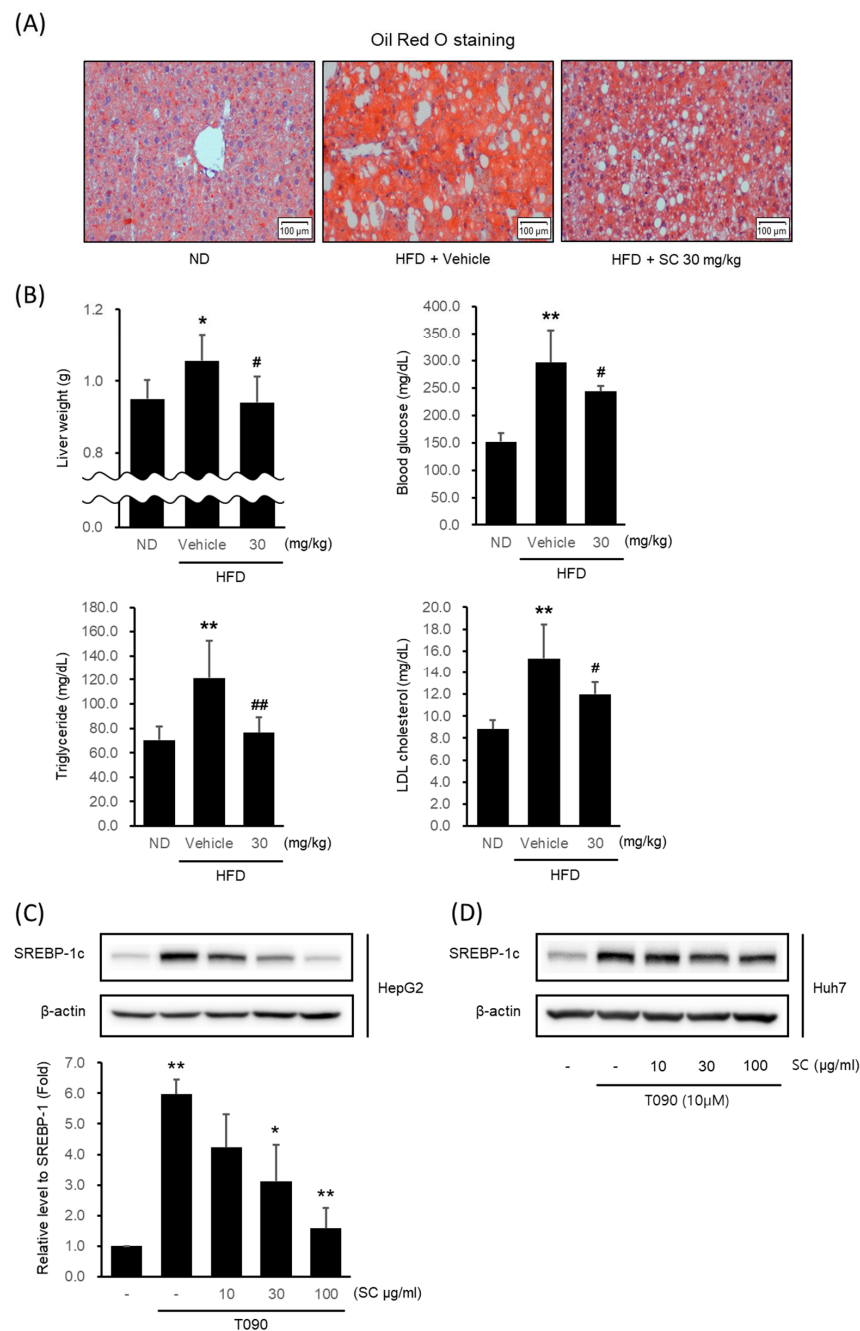 (A)
Oil Red O staining
100 µm
100 µm
100 µm
ND
HFD + Vehicle
HFD + SC 30 mg/kg
(B)
Liver weight (g)
1.2
1.0
0.8
0.0
*
#
ND Vehicle 30 (mg/kg)
HFD
Blood glucose (mg/dL)
400.0
350.0
300.0
250.0
200.0
150.0
100.0
50.0
0.0
**
#
ND Vehicle 30 (mg/kg)
HFD
Triglyceride (mg/dL)
180.0
160.0
140.0
120.0
100.0
80.0
60.0
40.0
20.0
0.0
**
##
ND Vehicle 30 (mg/kg)
HFD
LDL cholesterol (mg/dL)
20.0
18.0
16.0
14.0
12.0
10.0
8.0
6.0
4.0
2.0
0.0
**
#
ND Vehicle 30 (mg/kg)
HFD
(C)
SREBP-1c
β-actin
HepG2
Relative level to SREBP-1 (Fold)
7.0
6.0
5.0
4.0
3.0
2.0
1.0
0.0
**
*
**
- - 10 30 100 (SC µg/ml)
T090
(D)
SREBP-1c
β-actin
Huh7
- - 10 30 100 SC (µg/ml)
T090 (10µM)